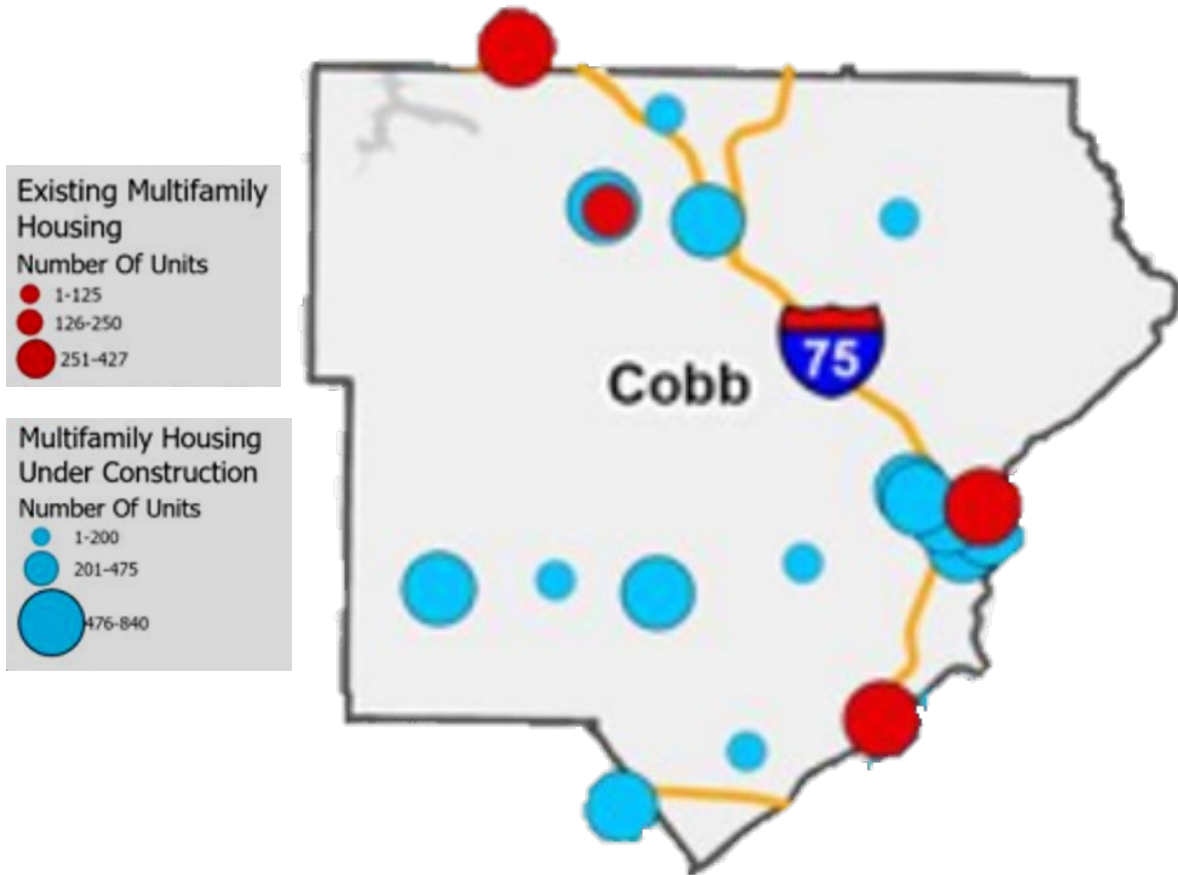 Existing Multifamily
Housing
Number Of Units
1-125
126-250
251-427
Multifamily Housing
Under Construction
Number Of Units
1-200
201-475
476-840
75
Cobb